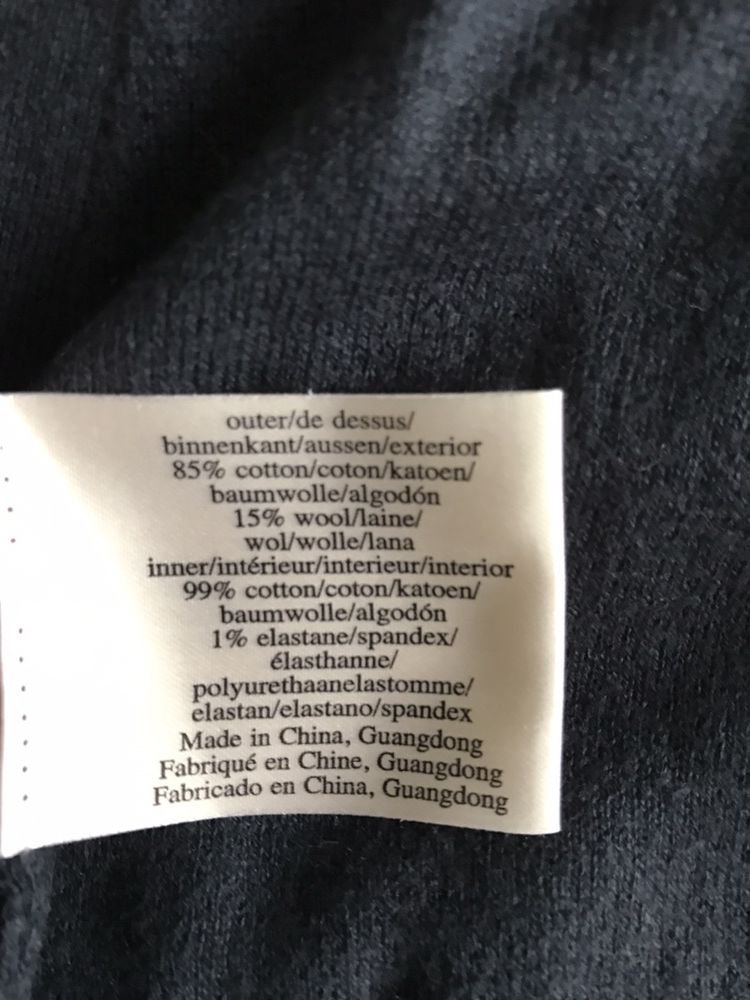 outer/de dessus/
binnenkant/aussen/exterior
85% cotton/coton/katoen/
baumwolle/algodón
15% wool/laine/
wol/wolle/lana
inner/intérieur/interieur/interior
99% cotton/coton/katoen/
baumwolle/algodón
1% elastane/spandex/
élasthanne/
polyurethaanelastomme/
elastan/elastano/spandex
Made in China, Guangdong
Fabriqué en Chine, Guangdong
Fabricado en China, Guangdong